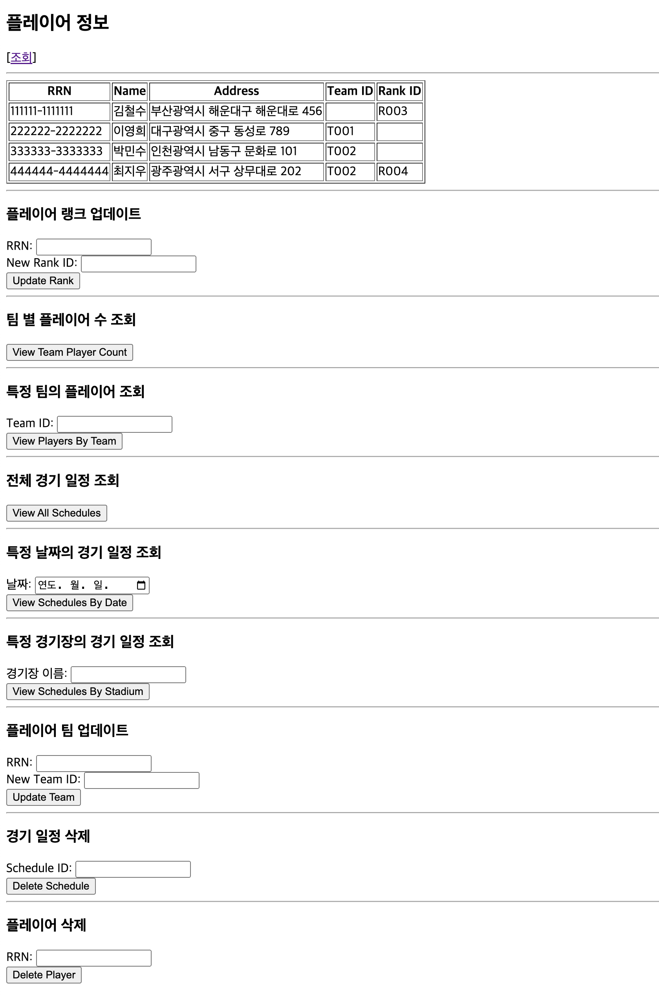 플레이어 정보
[조회]
RRN Name Address Team ID Rank ID
111111-1111111 김철수 부산광역시 해운대구 해운대로 456 R003
222222-2222222 이영희 대구광역시 중구 동성로 789 T001
333333-3333333 박민수 인천광역시 남동구 문화로 101 T002
444444-4444444 최지우 광주광역시 서구 상무대로 202 T002 R004
플레이어 랭크 업데이트
RRN:
New Rank ID:
Update Rank
팀 별 플레이어 수 조회
View Team Player Count
특정 팀의 플레이어 조회
Team ID:
View Players By Team
전체 경기 일정 조회
View All Schedules
특정 날짜의 경기 일정 조회
날짜: 연도. 월. 일.
View Schedules By Date
특정 경기장의 경기 일정 조회
경기장 이름:
View Schedules By Stadium
플레이어 팀 업데이트
RRN:
New Team ID:
Update Team
경기 일정 삭제
Schedule ID:
Delete Schedule
플레이어 삭제
RRN:
Delete Player